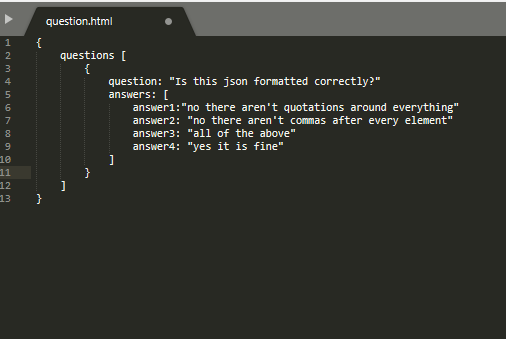 question.html
1 {
2 questions [
3 {
4 question: "Is this json formatted correctly?"
5 answers: [
6 answer1:"no there aren't quotations around everything"
7 answer2: "no there aren't commas after every element"
8 answer3: "all of the above"
9 answer4: "yes it is fine"
10 ]
11 }
12 ]
13 }